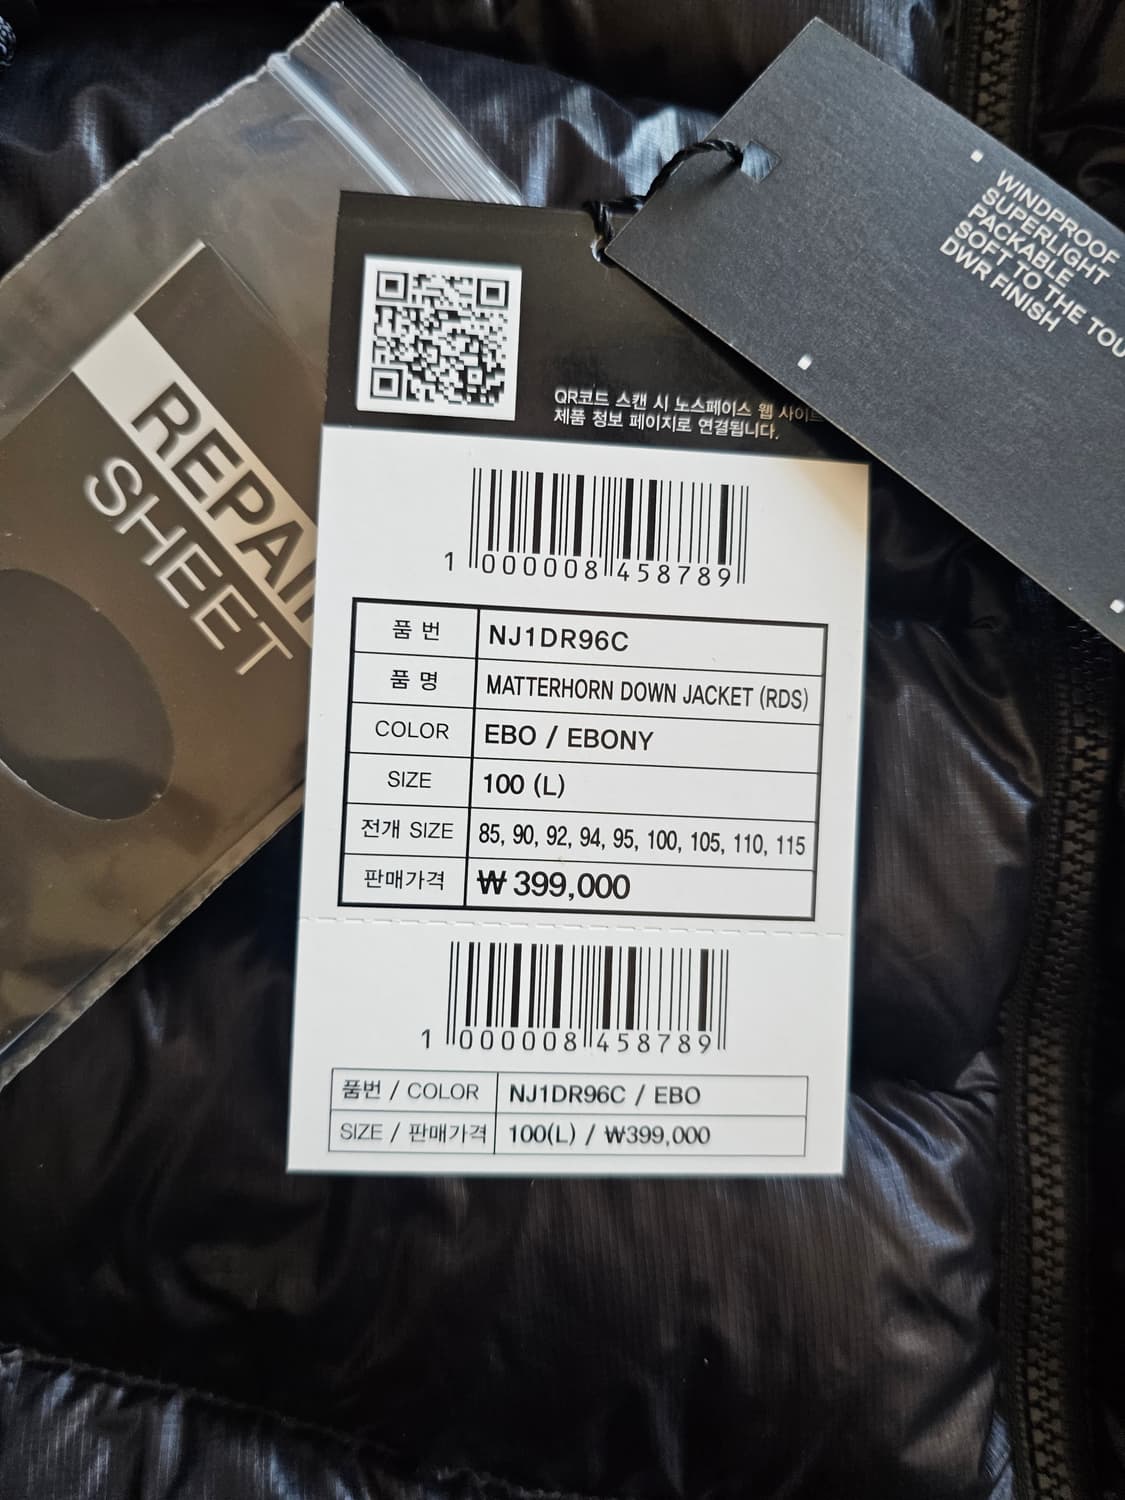 WINDPROOF
SUPERLIGHT
PACKABLE
SOFT TO THE
DWR FINISH
REPAIR
SHEET
QR코드 스캔 시 노스페이스 웹 사이트
제품 정보 페이지로 연결됩니다.
1 000008 458789
품 번 NJ1DR96C
품 명 MATTERHORN DOWN JACKET (RDS)
COLOR EBO / EBONY
SIZE 100 (L)
전개 SIZE 85, 90, 92, 94, 95, 100, 105, 110, 115
판매가격 ₩ 399,000
1 000008 458789
품번 / COLOR NJ1DR96C / EBO
SIZE / 판매가격 100(L) / ₩399,000